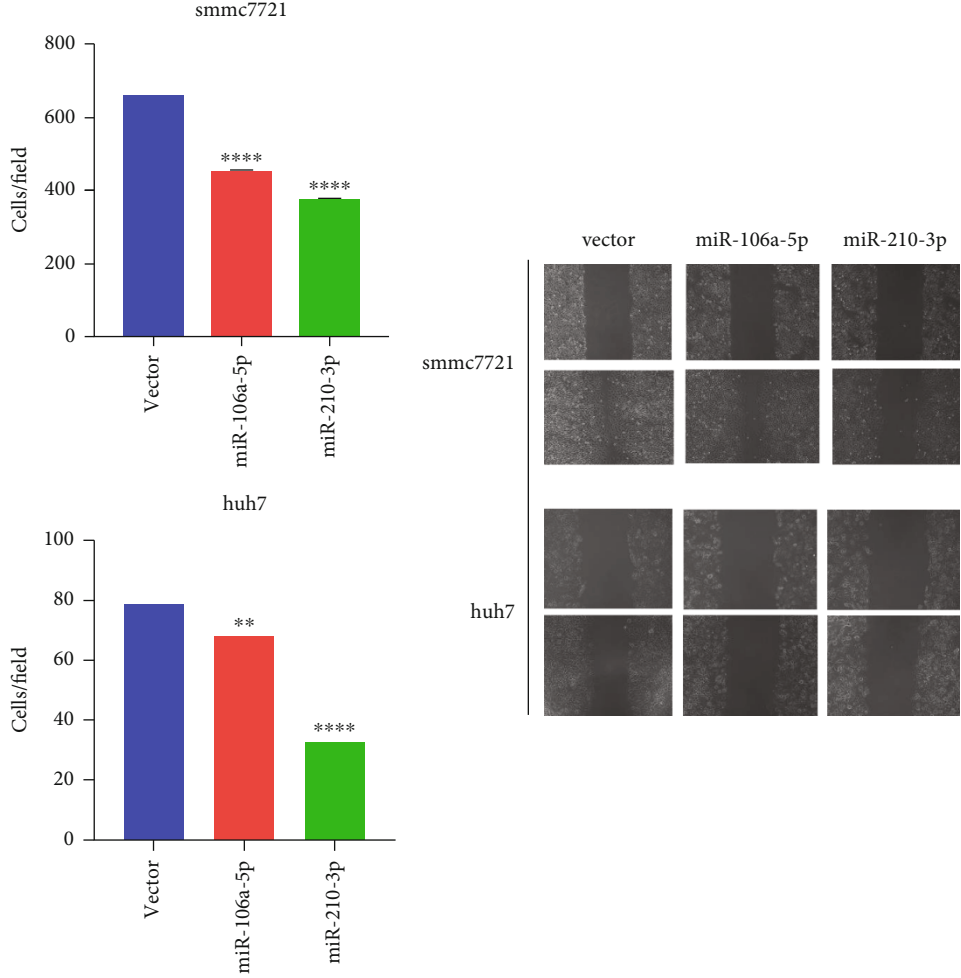 smmc7721
800
600
400
200
0
Cells/field
****
****
Vector
miR-106a-5p
miR-210-3p
huh7
100
80
60
40
20
0
Cells/field
**
****
Vector
miR-106a-5p
miR-210-3p
vector miR-106a-5p miR-210-3p
smmc7721
huh7